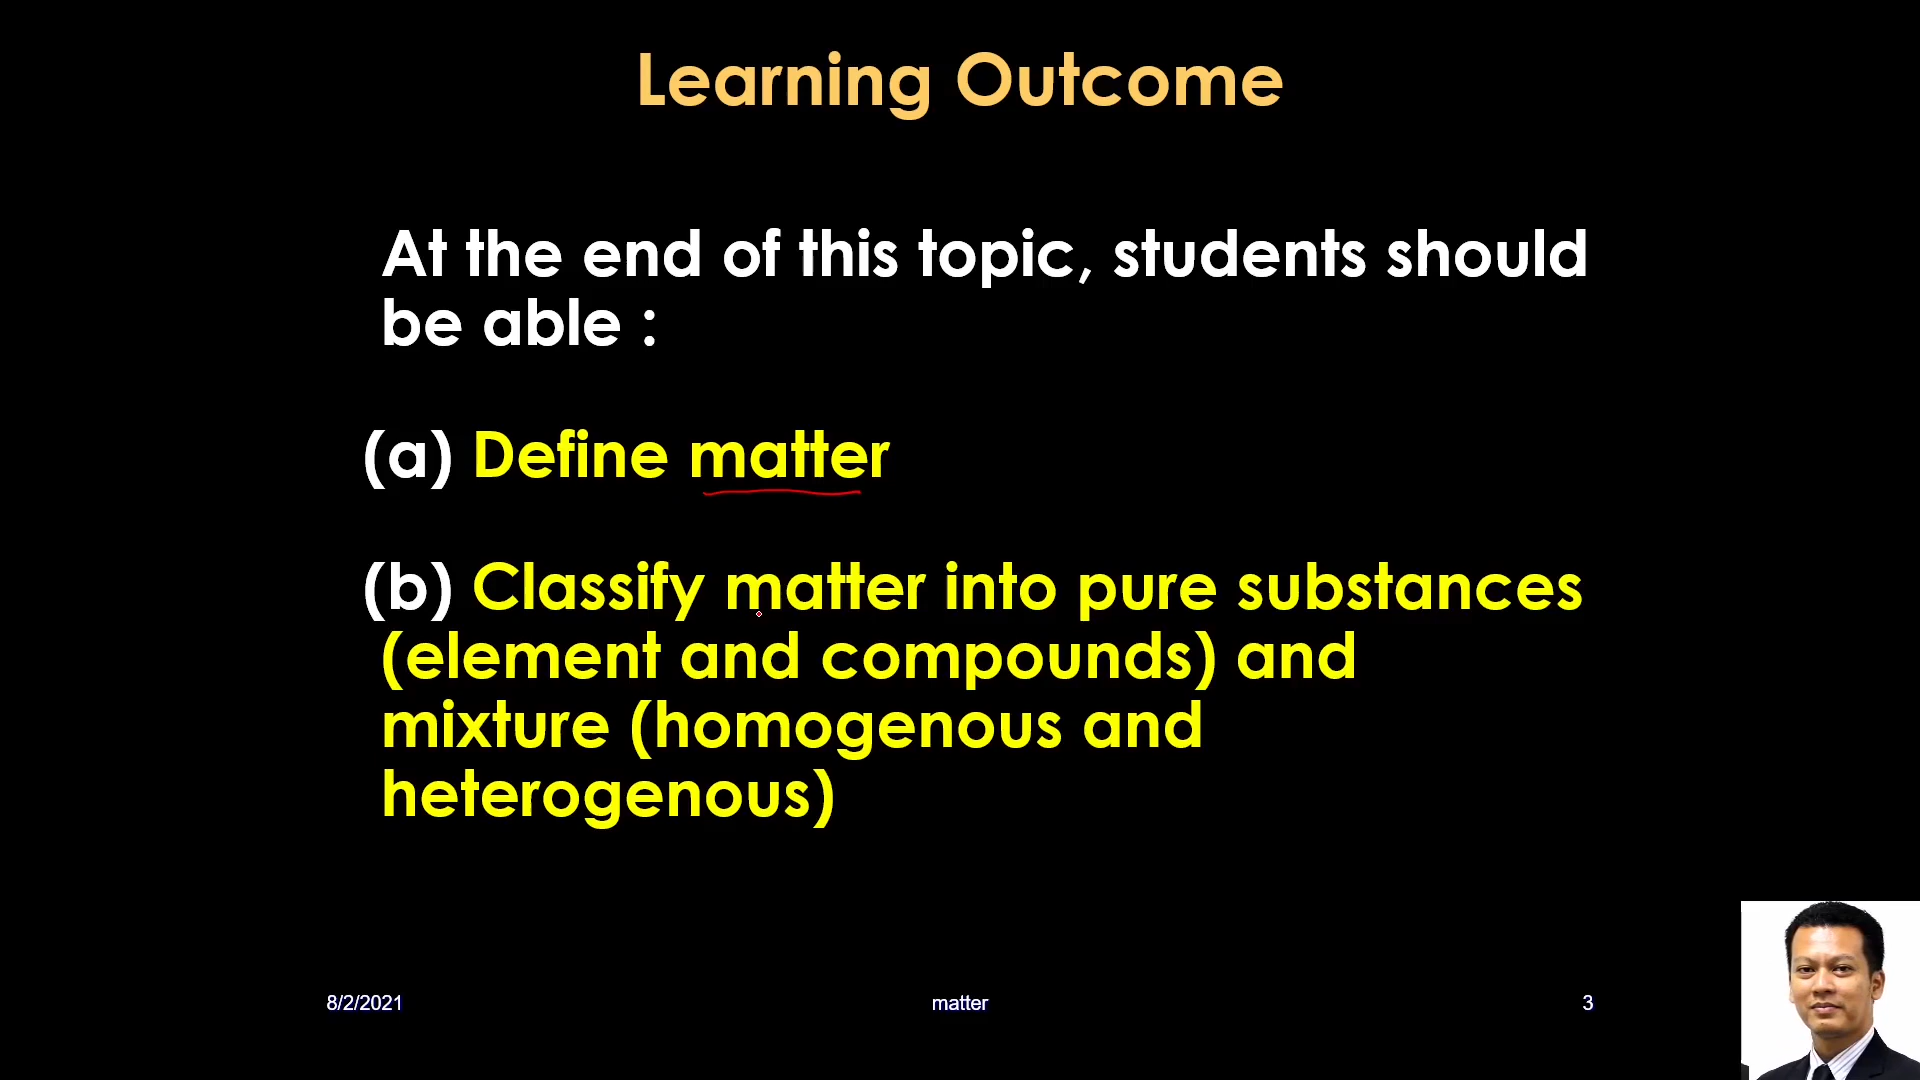 Learning Outcome
At the end of this topic, students should
be able :
(a) Define matter
(b) Classify matter into pure substances
(element and compounds) and
mixture (homogenous and
heterogenous)
8/2/2021 matter 3